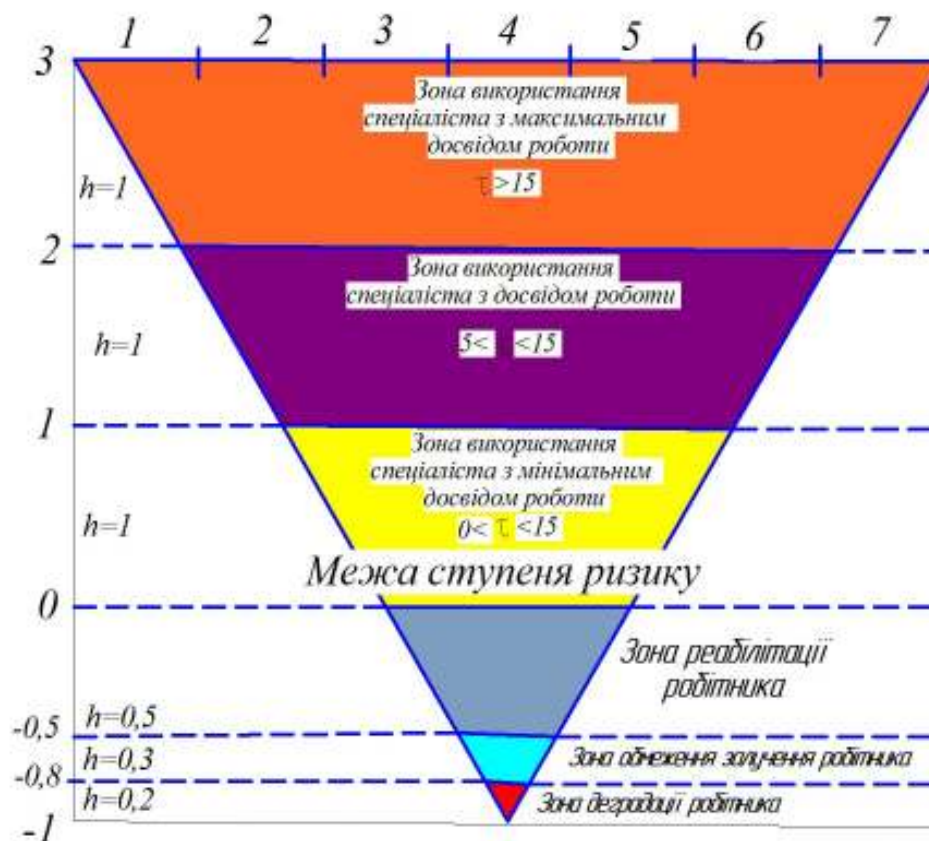 1 2 3 4 5 6 7
3
Зона використання
спеціаліста з максимальним
досвідом роботи
τ >15
h=1
2
Зона використання
спеціаліста з досвідом роботи
5< <15
h=1
1
Зона використання
спеціаліста з мінімальним
досвідом роботи
0< τ <15
h=1
Межа ступеня ризику
0
Зона реабілітації
робітника
h=0,5
-0,5
h=0,3
Зона обмеження залучення робітника
-0,8
h=0,2
Зона деградації робітника
-1